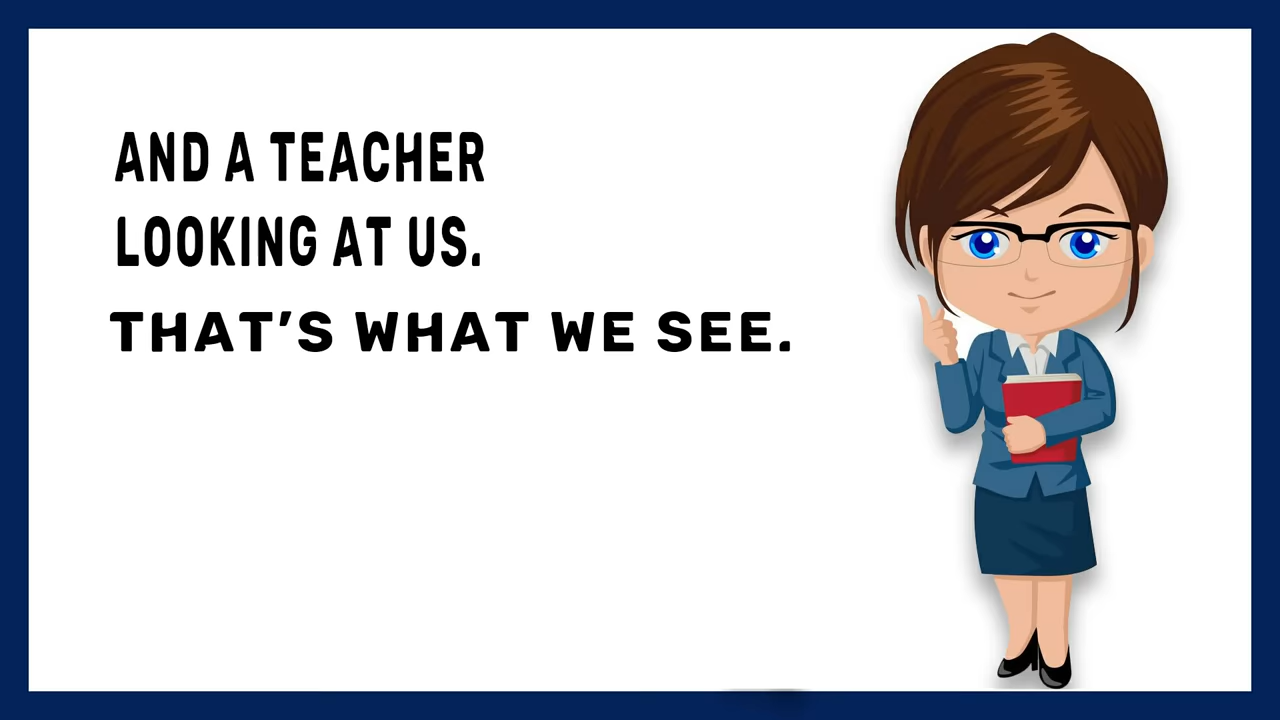 AND A TEACHER
LOOKING AT US.
THAT'S WHAT WE SEE.